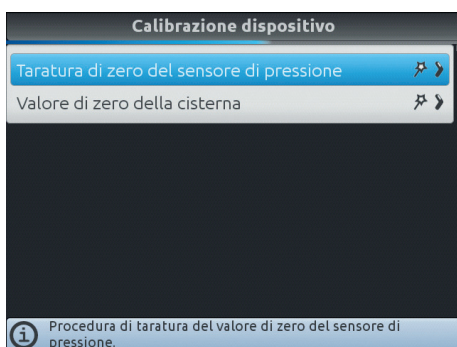 Calibrazione dispositivo
Taratura di zero del sensore di pressione
Valore di zero della cisterna
Procedura di taratura del valore di zero del sensore di
pressione.